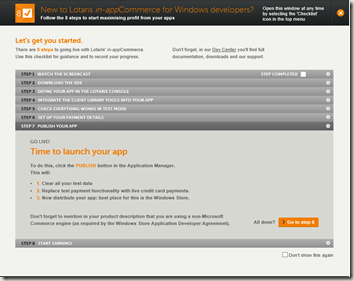 New to Lotaris in-appCommerce for Windows developers?
Follow the 8 steps to start maximising profit from your apps
Open this window at any time
by selecting the 'Checklist'
icon in the top menu
Let's get you started.
There are 8 steps to going live with Lotaris' in-appCommerce.
Use this checklist for guidance and to record your progress
Don't forget, in our Dev Center you'll find full
documentation, downloads and our support.
STEP 1 WATCH THE SCREENCAST
STEP COMPLETED
STEP 2 DOWNLOAD THE SDK
STEP 3 DEFINE YOUR APP IN THE LOTARIS CONSOLE
STEP 4 INTEGRATE THE CLIENT LIBRARY TOOLS INTO YOUR APP
STEP 5 CHECK EVERYTHING WORKS IN TEST MODE
STEP 6 SET UP YOUR PAYMENT DETAILS
STEP 7 PUBLISH YOUR APP
GO LIVE!
Time to launch your app
To do this, click the PUBLISH button in the Application Manager.
This will:
1. Clear all your test data
2. Replace test payment functionality with live credit card payments.
3. Now distribute your app: best place for this is the Windows Store.
Don't forget to mention in your product description that you are using a non-Microsoft
Commerce engine (as required by the Windows Store Application Developer Agreement).
All done?
Go to step 8
STEP 8 START EARNING!
Don't show this again